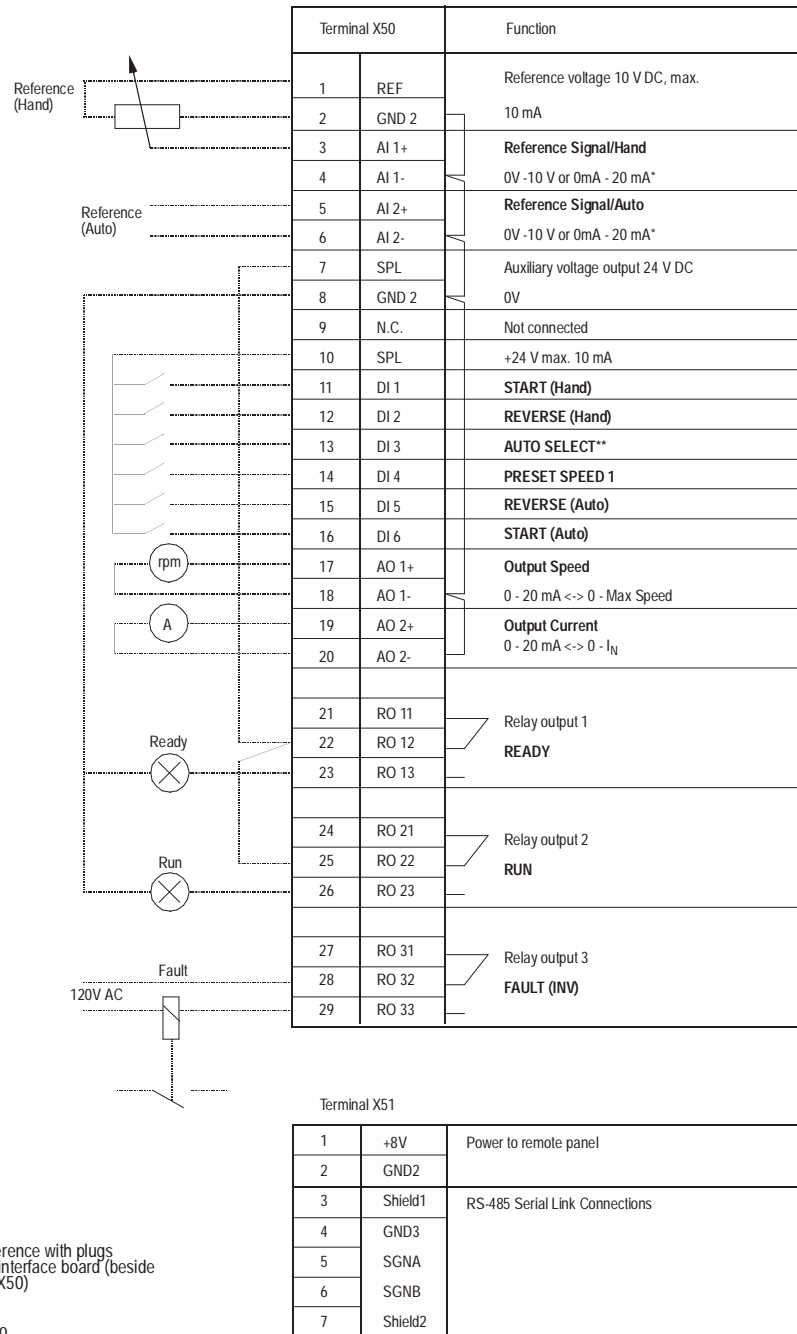 Terminal X50 Function
Reference (Hand)
1 REF Reference voltage 10 V DC, max.
2 GND 2 10 mA
3 AI 1+ Reference Signal/Hand
4 AI 1- 0V -10 V or 0mA - 20 mA*
Reference (Auto)
5 AI 2+ Reference Signal/Auto
6 AI 2- 0V -10 V or 0mA - 20 mA*
7 SPL Auxiliary voltage output 24 V DC
8 GND 2 0V
9 N.C. Not connected
10 SPL +24 V max. 10 mA
11 DI 1 START (Hand)
12 DI 2 REVERSE (Hand)
13 DI 3 AUTO SELECT**
14 DI 4 PRESET SPEED 1
15 DI 5 REVERSE (Auto)
16 DI 6 START (Auto)
rpm 17 AO 1+ Output Speed
18 AO 1- 0 - 20 mA <-> 0 - Max Speed
A 19 AO 2+ Output Current
20 AO 2- 0 - 20 mA <-> 0 - IN
21 RO 11 Relay output 1
Ready 22 RO 12 READY
23 RO 13
24 RO 21 Relay output 2
Run 25 RO 22 RUN
26 RO 23
27 RO 31 Relay output 3
Fault 28 RO 32 FAULT (INV)
120V AC 29 RO 33
Terminal X51
1 +8V Power to remote panel
2 GND2
3 Shield1 RS-485 Serial Link Connections
4 GND3
5 SGNA
6 SGNB
7 Shield2
erence with plugs
interface board (beside
X50)